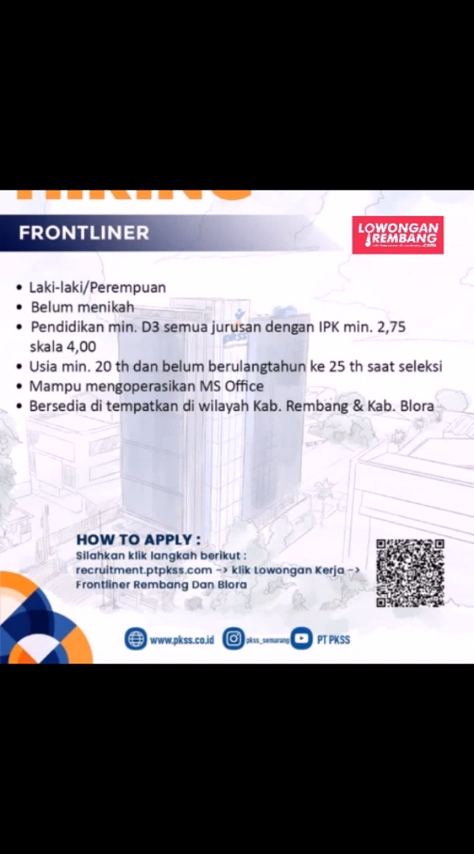 HIRING
FRONTLINER
LOWONGAN
REMBANG
• Laki-laki/Perempuan
• Belum menikah
• Pendidikan min. D3 semua jurusan dengan IPK min. 2,75
skala 4,00
• Usia min. 20 th dan belum berulangtahun ke 25 th saat seleksi
• Mampu mengoperasikan MS Office
• Bersedia di tempatkan di wilayah Kab. Rembang & Kab. Blora
pkss
HOW TO APPLY :
Silahkan klik langkah berikut :
recruitment.ptpkss.com -> klik Lowongan Kerja ->
Frontliner Rembang Dan Blora
www.pkss.co.id pkss_semarang PT PKSS